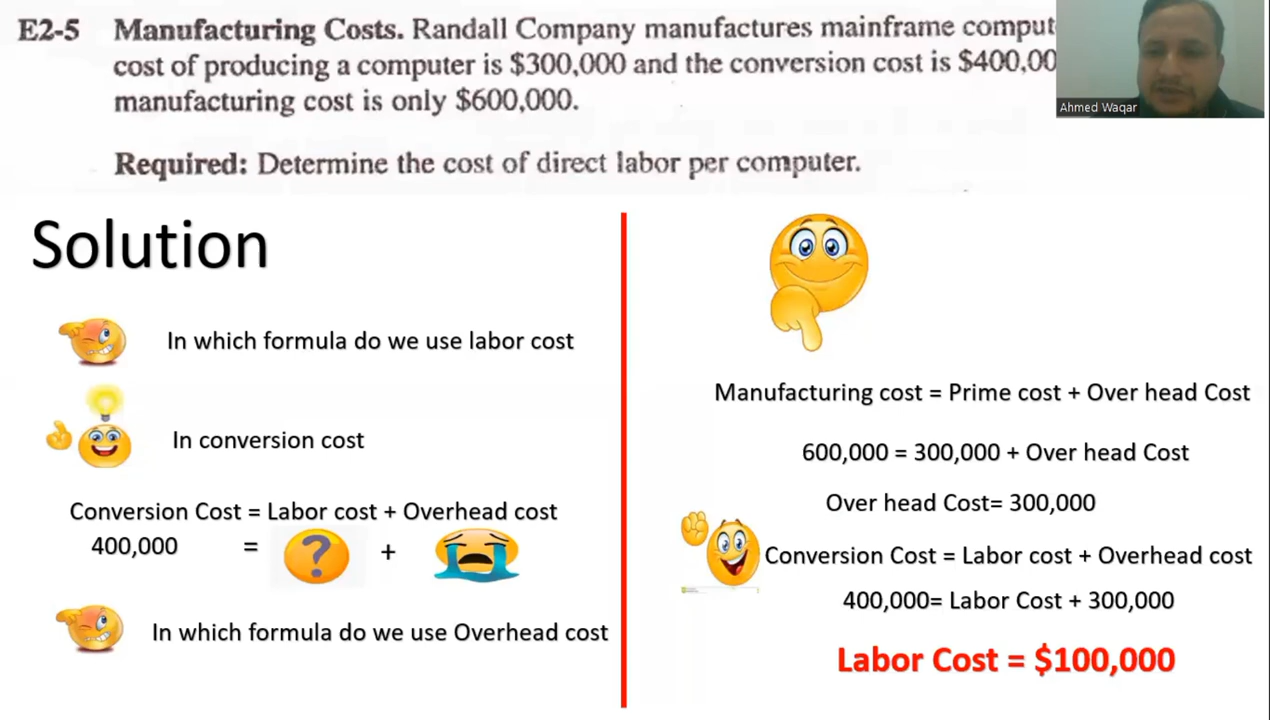 E2-5 Manufacturing Costs. Randall Company manufactures mainframe comput
cost of producing a computer is $300,000 and the conversion cost is $400,00
manufacturing cost is only $600,000.
Ahmed Waqar
Required: Determine the cost of direct labor per computer.
Solution
In which formula do we use labor cost
In conversion cost
Conversion Cost = Labor cost + Overhead cost
400,000 = ? +
In which formula do we use Overhead cost
Manufacturing cost = Prime cost + Over head Cost
600,000 = 300,000 + Over head Cost
Over head Cost= 300,000
Conversion Cost = Labor cost + Overhead cost
400,000= Labor Cost + 300,000
Labor Cost = $100,000